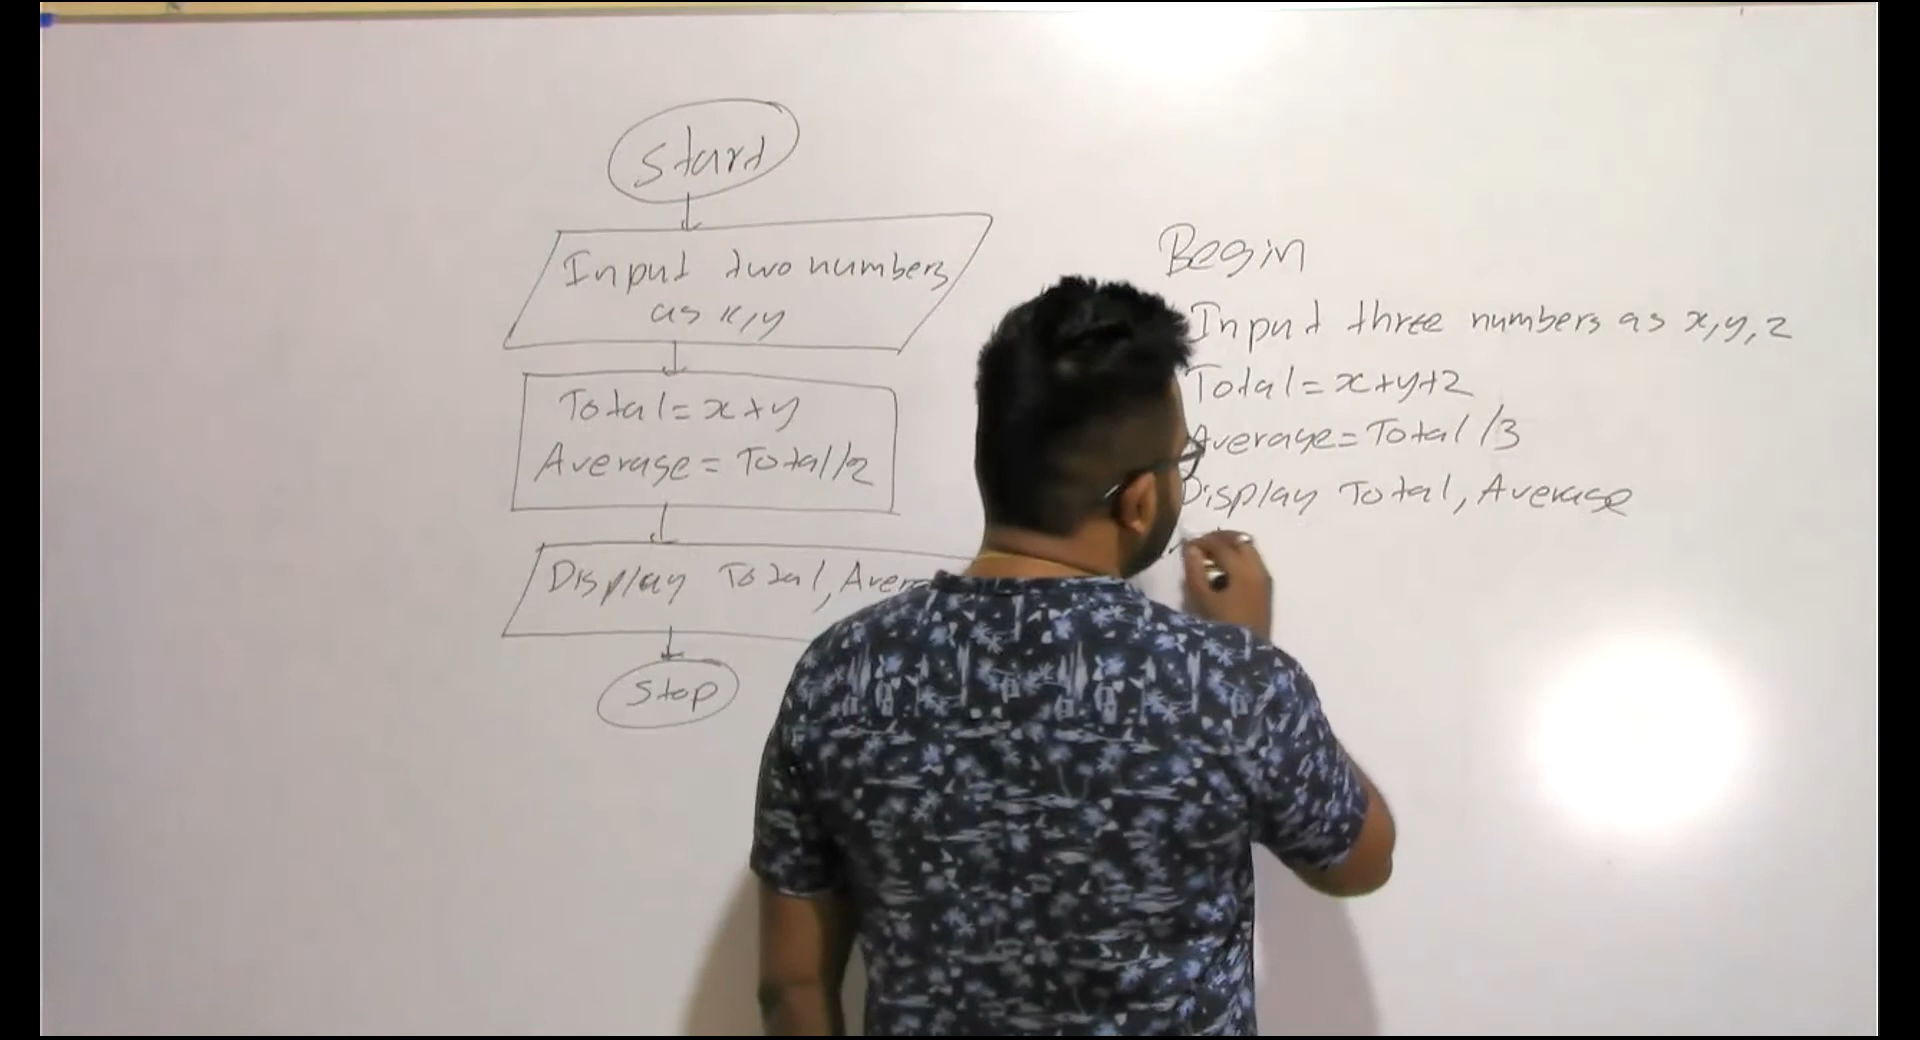 Start
Input two numbers
as x,y
Total=x+y
Average=Total/2
Display Total,
Stop
Begin
Input three numbers as x,y,z
Total=x+y+z
Average=Total/3
Display Total, Average